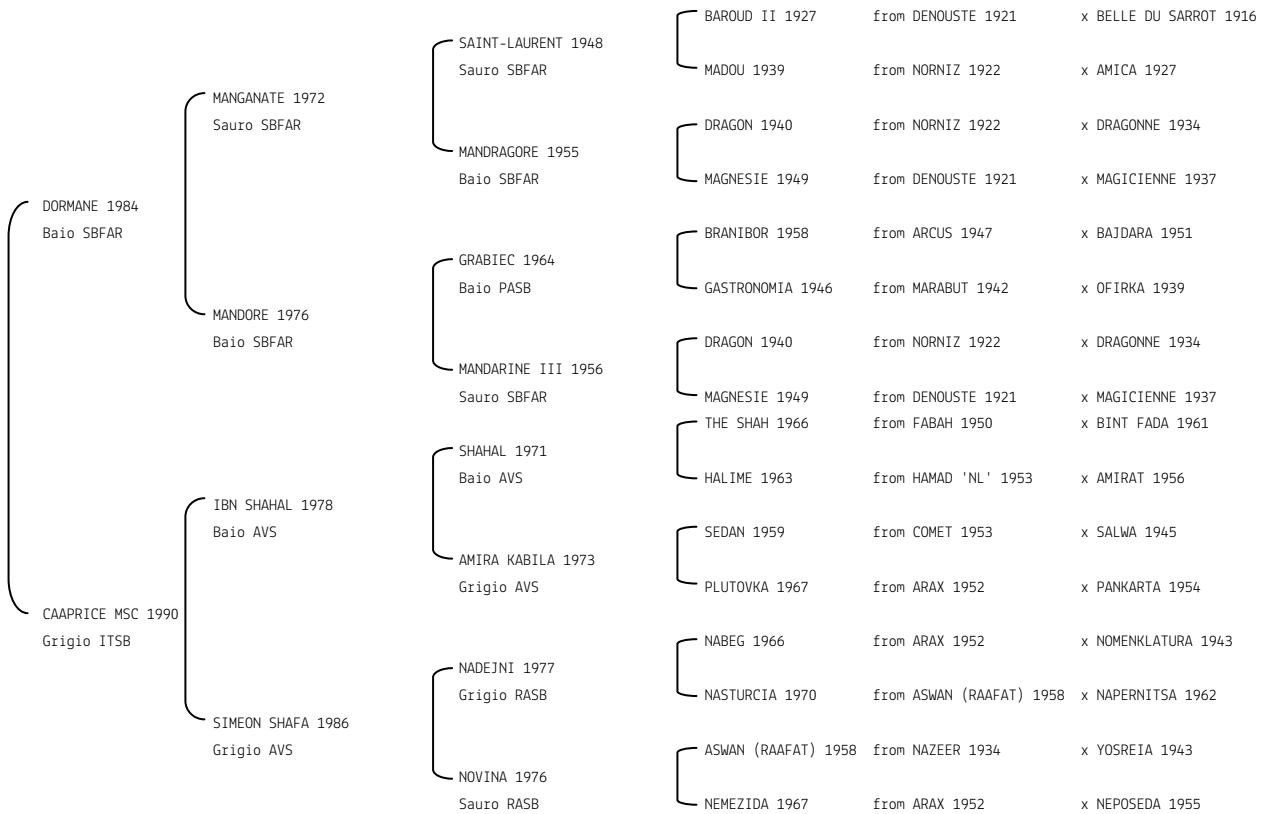 BAROUD II 1927 from DENOUSTE 1921 x BELLE DU SARROT 1916
SAINT-LAURENT 1948
Sauro SBFAR MADOU 1939 from NORNIZ 1922 x AMICA 1927
MANGANATE 1972
Sauro SBFAR DRAGON 1940 from NORNIZ 1922 x DRAGONNE 1934
MANDRAGORE 1955
Baio SBFAR MAGNESIE 1949 from DENOUSTE 1921 x MAGICIENNE 1937
DORMANE 1984
Baio SBFAR BRANIBOR 1958 from ARCUS 1947 x BAJDARA 1951
GRABIEC 1964
Baio PASB GASTRONOMIA 1946 from MARABUT 1942 x OFIRKA 1939
MANDORE 1976
Baio SBFAR DRAGON 1940 from NORNIZ 1922 x DRAGONNE 1934
MANDARINE III 1956
Sauro SBFAR MAGNESIE 1949 from DENOUSTE 1921 x MAGICIENNE 1937
THE SHAH 1966 from FABAH 1950 x BINT FADA 1961
SHAHAL 1971
Baio AVS HALIME 1963 from HAMAD 'NL' 1953 x AMIRAT 1956
IBN SHAHAL 1978
Baio AVS SEDAN 1959 from COMET 1953 x SALWA 1945
AMIRA KABILA 1973
Grigio AVS PLUTOVKA 1967 from ARAX 1952 x PANKARTA 1954
CAAPRICE MSC 1990
Grigio ITSB NABEG 1966 from ARAX 1952 x NOMENKLATURA 1943
NADEJNI 1977
Grigio RASB NASTURCIA 1970 from ASWAN (RAAFAT) 1958 x NAPERNITSA 1962
SIMEON SHAFA 1986
Grigio AVS ASWAN (RAAFAT) 1958 from NAZEER 1934 x YOSREIA 1943
NOVINA 1976
Sauro RASB NEMEZIDA 1967 from ARAX 1952 x NEPOSEDA 1955